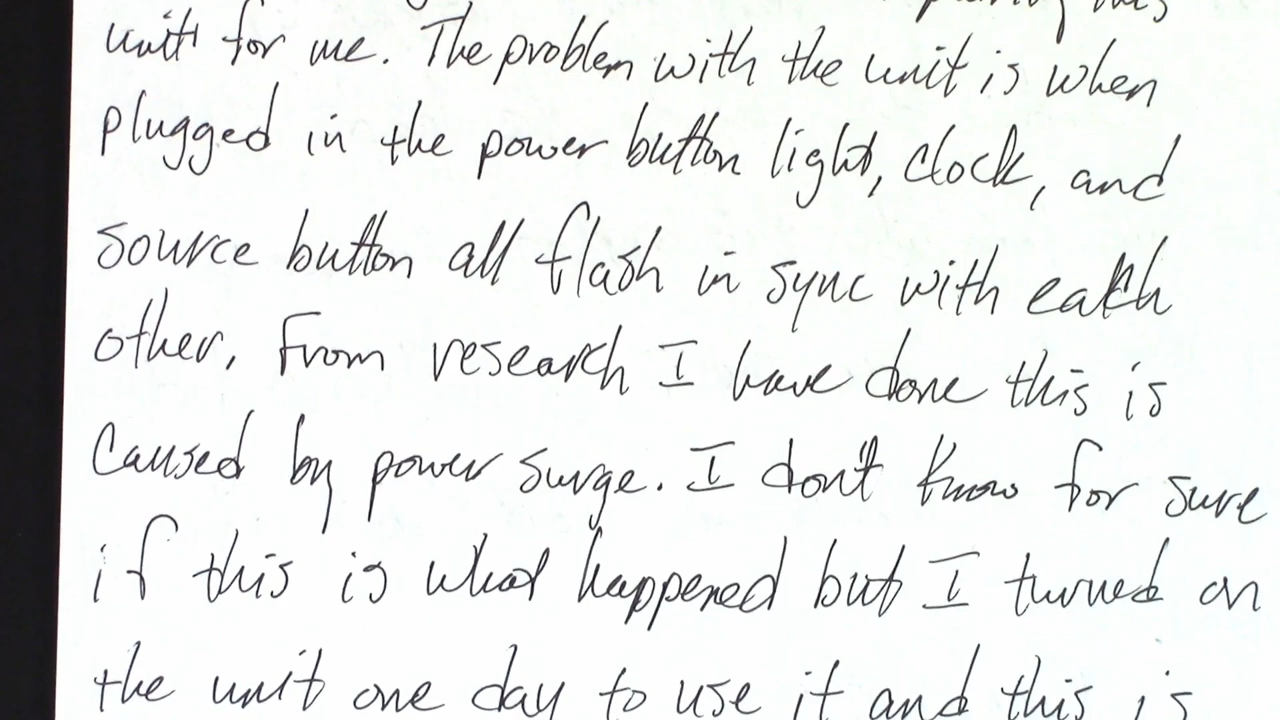 this
unit for me. The problem with the unit is when
plugged in the power button light, clock, and
source button all flash in sync with each
other. From research I have done this is
caused by power surge. I don't know for sure
if this is what happened but I turned on
the unit one day to use it and this is